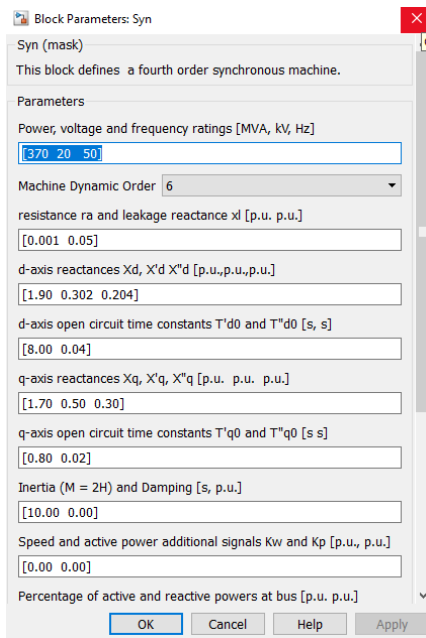 Block Parameters: Syn
Syn (mask)
This block defines  a fourth order synchronous machine.
Parameters
Power, voltage and frequency ratings [MVA, kV, Hz]
[370  20   50]
Machine Dynamic Order 6
resistance ra and leakage reactance xl [p.u. p.u.]
[0.001  0.05]
d-axis reactances Xd, X'd X"d [p.u.,p.u.,p.u.]
[1.90  0.302  0.204]
d-axis open circuit time constants T'd0 and T"d0 [s, s]
[8.00  0.04]
q-axis reactances Xq, X'q, X"q [p.u.  p.u.  p.u.]
[1.70  0.50  0.30]
q-axis open circuit time constants T'q0 and T"q0 [s s]
[0.80  0.02]
Inertia (M = 2H) and Damping [s, p.u.]
[10.00  0.00]
Speed and active power additional signals Kw and Kp [p.u., p.u.]
[0.00  0.00]
Percentage of active and reactive powers at bus [p.u. p.u.]
OK Cancel Help Apply